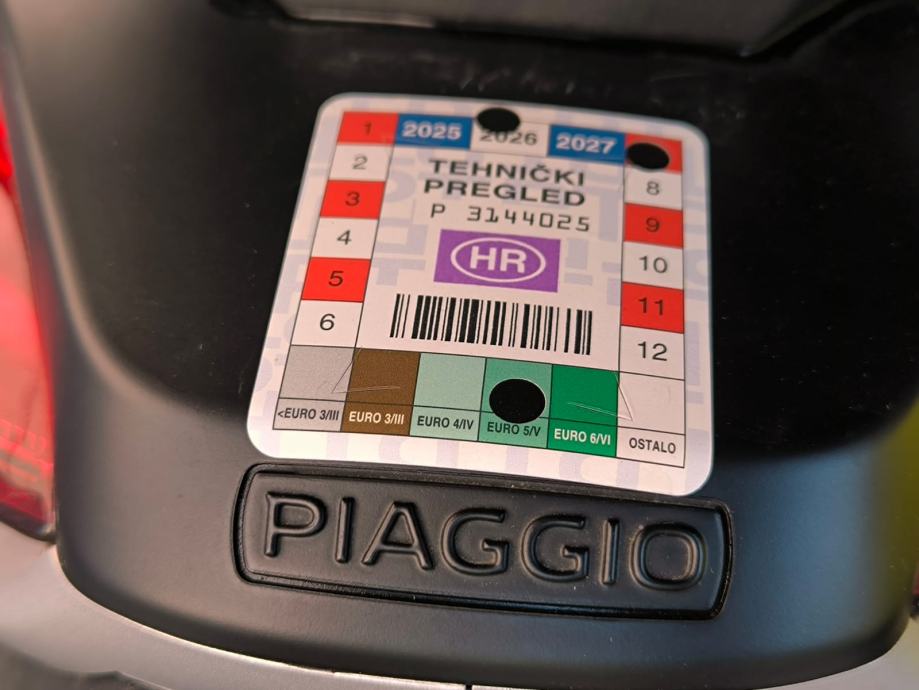 1 2025 2026 2027
2 8
3 9
4 10
5 11
6 12
TEHNIČKI
PREGLED
P 3144025
HR
<EURO 3/III EURO 3/III EURO 4/IV EURO 5/V EURO 6/VI OSTALO
PIAGGIO